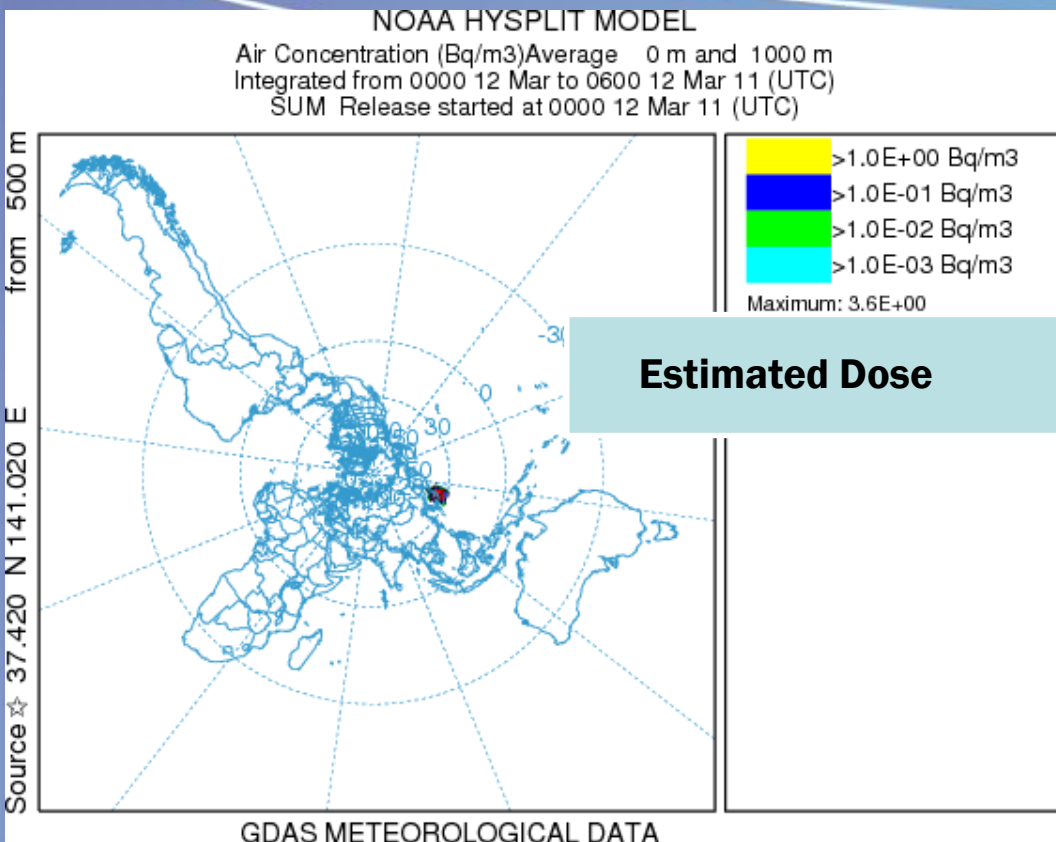 NOAA HYSPLIT MODEL
Air Concentration (Bq/m3)Average 0 m and 1000 m
Integrated from 0000 12 Mar to 0600 12 Mar 11 (UTC)
SUM Release started at 0000 12 Mar 11 (UTC)
Source ☆ 37.420 N 141.020 E from 500 m
>1.0E+00 Bq/m3
>1.0E-01 Bq/m3
>1.0E-02 Bq/m3
>1.0E-03 Bq/m3
Maximum: 3.6E+00
Estimated Dose
0
30
GDAS METEOROLOGICAL DATA